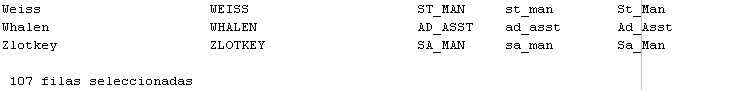 Weiss WEISS ST_MAN st_man St_Man
Whalen WHALEN AD_ASST ad_asst Ad_Asst
Zlotkey ZLOTKEY SA_MAN sa_man Sa_Man
107 filas seleccionadas